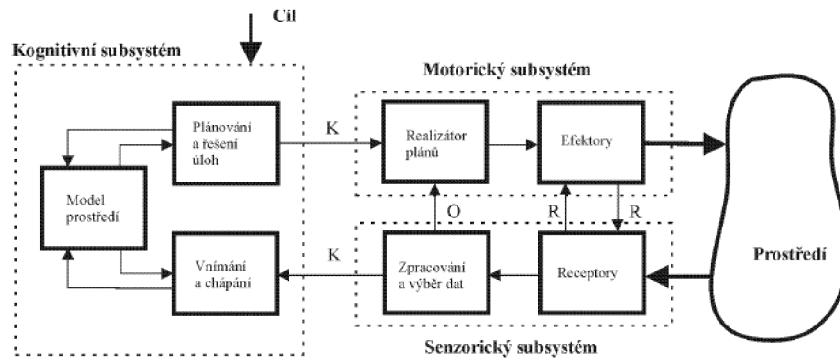 Cíl
Kognitivní subsystém
Motorický subsystém
Plánování
a řešení
úloh
K
Realizátor
plánů
Efektory
Model
prostředí
O
R
R
Prostředí
Vnímání
a chápání
K
Zpracování
a výběr dat
Receptory
Senzorický subsystém